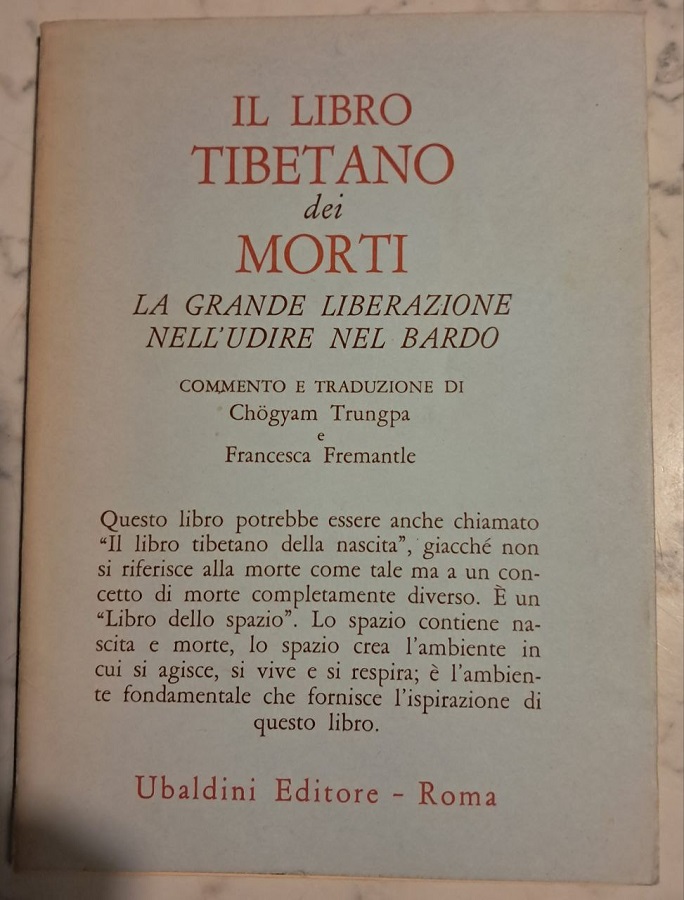 IL LIBRO
TIBETANO
dei
MORTI
LA GRANDE LIBERAZIONE
NELL'UDIRE NEL BARDO
COMMENTO E TRADUZIONE DI
Chögyam Trungpa
e
Francesca Fremantle
Questo libro potrebbe essere anche chiamato
“Il libro tibetano della nascita”, giacché non
si riferisce alla morte come tale ma a un con-
cetto di morte completamente diverso. È un
“Libro dello spazio”. Lo spazio contiene na-
scita e morte, lo spazio crea l'ambiente in
cui si agisce, si vive e si respira; è l'ambien-
te fondamentale che fornisce l'ispirazione di
questo libro.
Ubaldini Editore - Roma